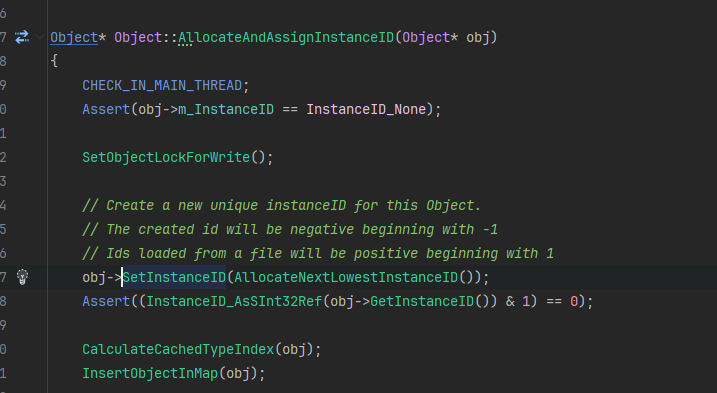 6
7 Object* Object::AllocateAndAssignInstanceID(Object* obj)
8 {
9 CHECK_IN_MAIN_THREAD;
0 Assert(obj->m_InstanceID == InstanceID_None);
1
2 SetObjectLockForWrite();
3
4 // Create a new unique instanceID for this Object.
5 // The created id will be negative beginning with -1
6 // Ids loaded from a file will be positive beginning with 1
7 obj->SetInstanceID(AllocateNextLowestInstanceID());
8 Assert((InstanceID_AsSInt32Ref(obj->GetInstanceID()) & 1) == 0);
9
0 CalculateCachedTypeIndex(obj);
1 InsertObjectInMap(obj);